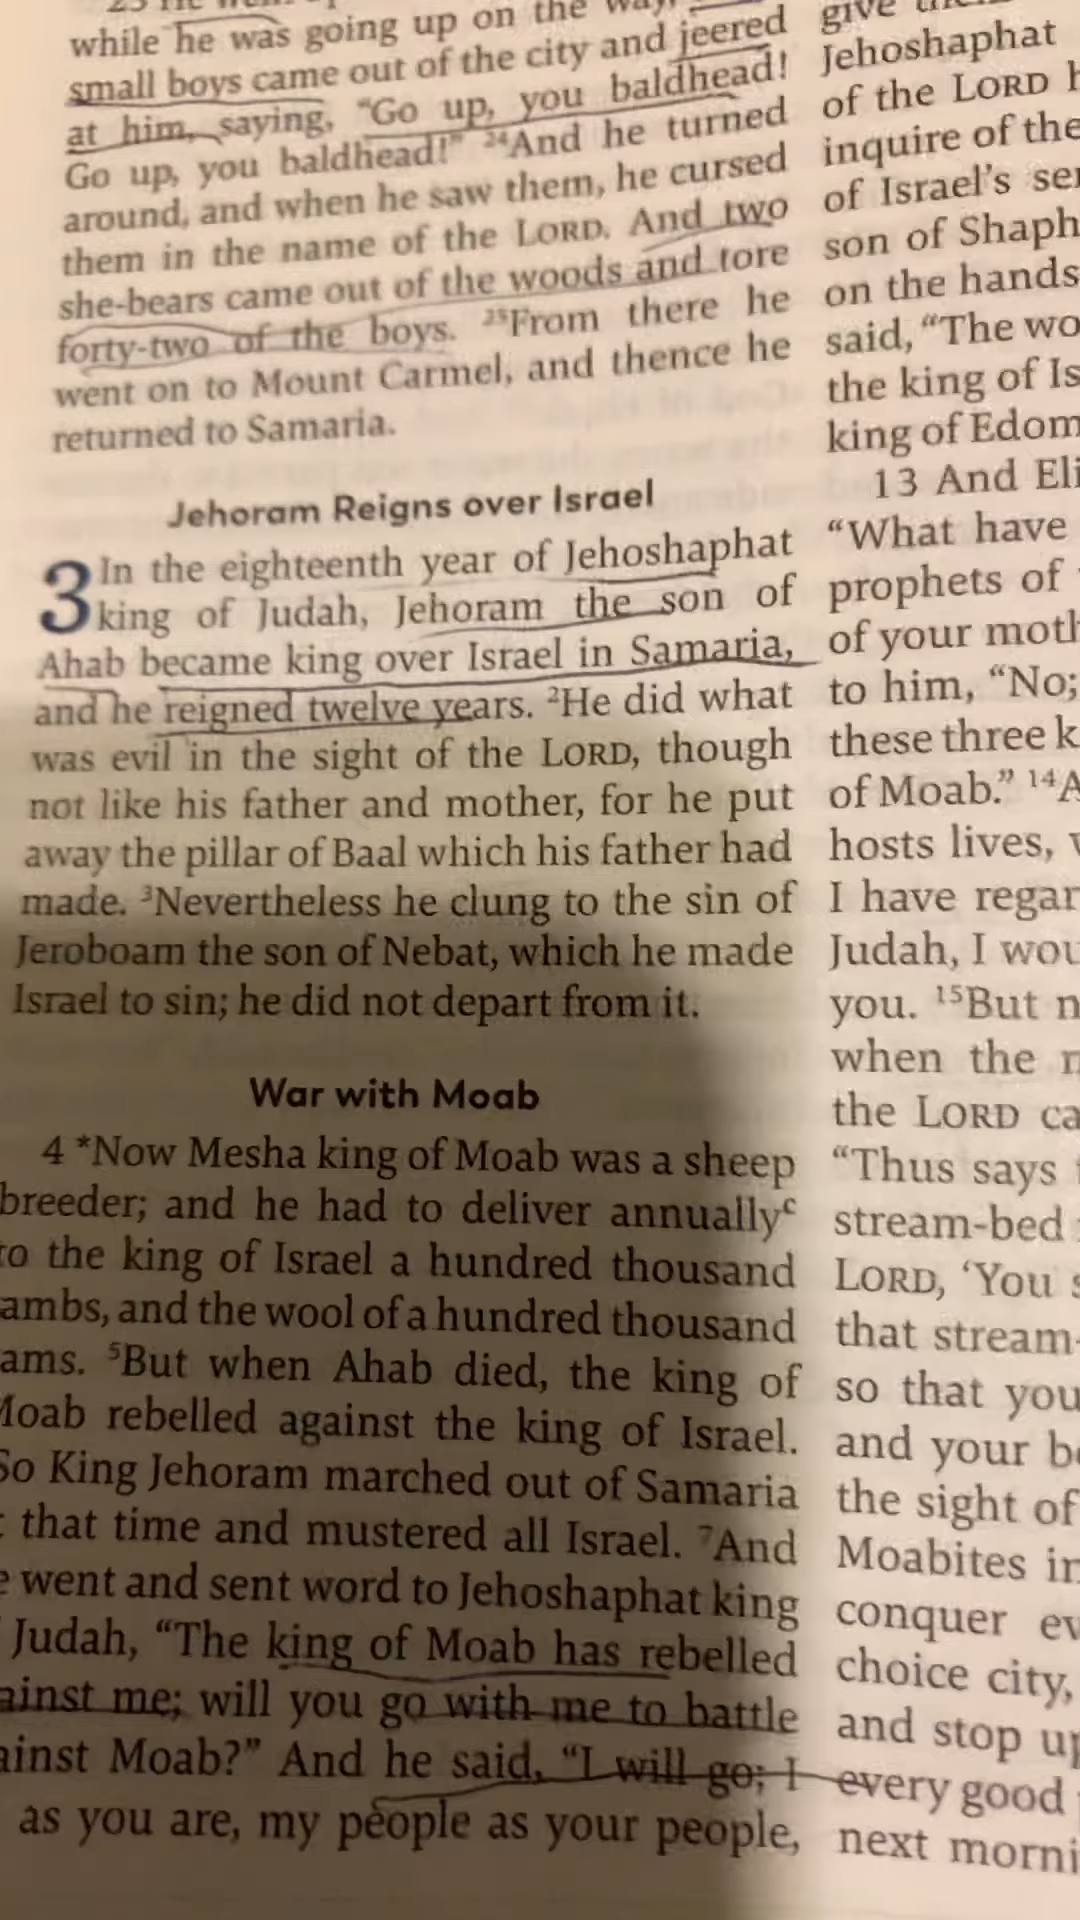 while he was going up on the way,
small boys came out of the city and jeered
at him, saying, “Go up, you baldhead!
Go up, you baldhead!” ²⁴And he turned
around, and when he saw them, he cursed
them in the name of the LORD. And two
she-bears came out of the woods and tore
forty-two of the boys. ²⁵From there he
went on to Mount Carmel, and thence he
returned to Samaria.
Jehoram Reigns over Israel
3 In the eighteenth year of Jehoshaphat
king of Judah, Jehoram the son of
Ahab became king over Israel in Samaria,
and he reigned twelve years. ²He did what
was evil in the sight of the LORD, though
not like his father and mother, for he put
away the pillar of Baal which his father had
made. ³Nevertheless he clung to the sin of
Jeroboam the son of Nebat, which he made
Israel to sin; he did not depart from it.
War with Moab
4 *Now Mesha king of Moab was a sheep
breeder; and he had to deliver annuallyᶜ
to the king of Israel a hundred thousand
ambs, and the wool of a hundred thousand
ams. ⁵But when Ahab died, the king of
Moab rebelled against the king of Israel.
So King Jehoram marched out of Samaria
that time and mustered all Israel. ⁷And
went and sent word to Jehoshaphat king
Judah, “The king of Moab has rebelled
ainst me; will you go with me to battle
ainst Moab?” And he said, “I will go; I
as you are, my people as your people,
give
Jehoshaphat
of the LORD
inquire of the
of Israel’s
son of Shaph
on the hands
said, “The
the king of
king of Edom
13 And
“What have
prophets of
of your
to him, “No;
these three
of Moab.” ¹⁴
hosts lives,
I have
Judah, I
you. ¹⁵But
when the
the LORD
“Thus says
stream-bed
LORD, ‘You
that stream-
so that you
and your
the sight of
Moabites
conquer
choice city,
and stop
every good
next